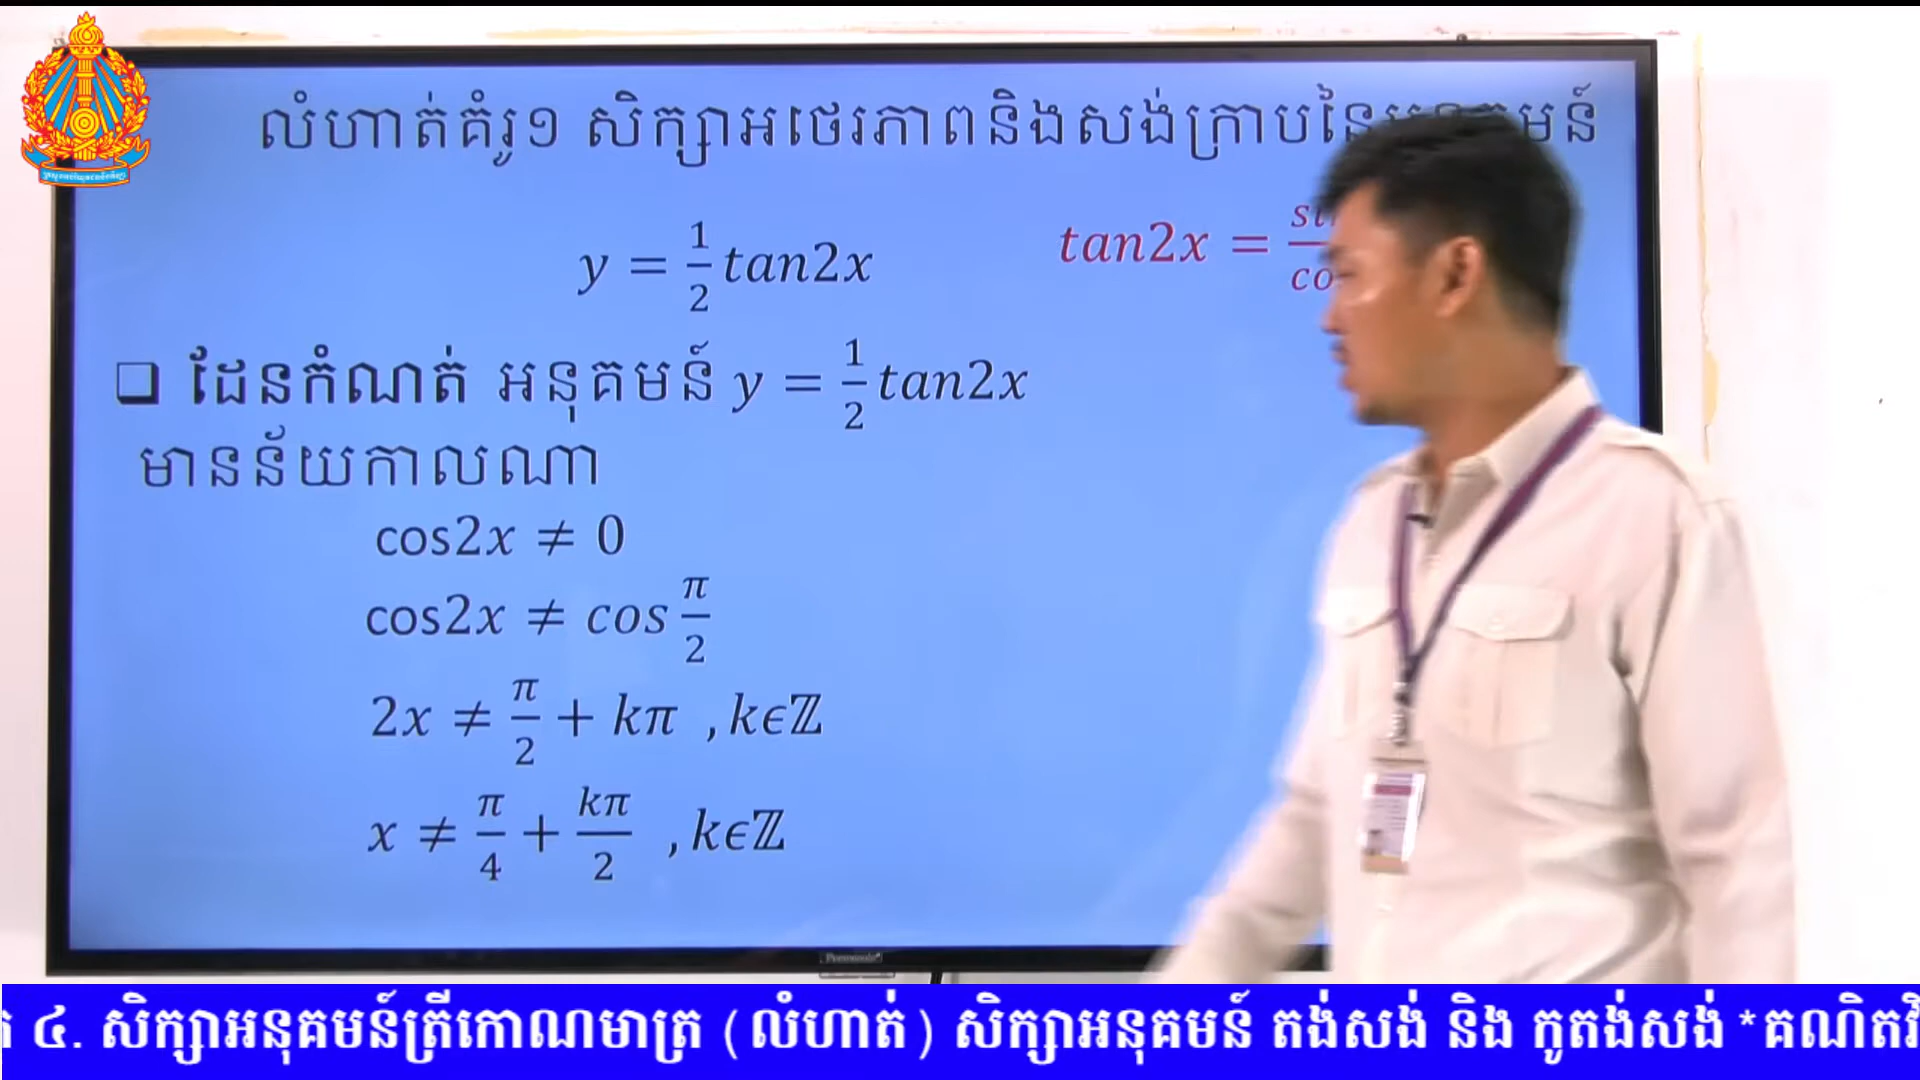 លំហាត់គំរូ១ សិក្សាអថេរភាពនិងសង់ក្រាបនៃ
y = 1/2 tan2x
tan2x =
❑ ដែនកំណត់ អនុគមន៍ y = 1/2 tan2x
មានន័យកាលណា
cos2x ≠ 0
cos2x ≠ cos π/2
2x ≠ π/2 + kπ , kϵℤ
x ≠ π/4 + kπ/2 , kϵℤ
៤. សិក្សាអនុគមន៍ត្រីកោណមាត្រ (លំហាត់) សិក្សាអនុគមន៍ តង់សង់ និង កូតង់សង់ *គណិតវិ